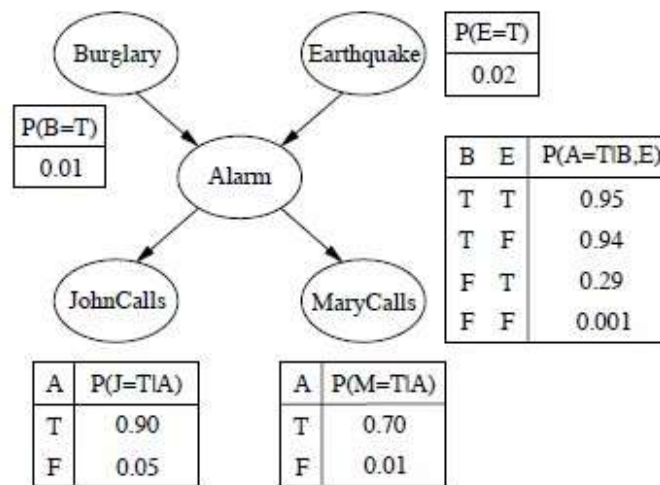 Burglary
Earthquake
P(E=T)
0.02
P(B=T)
0.01
Alarm
B E P(A=T|B,E)
T T 0.95
T F 0.94
F T 0.29
F F 0.001
JohnCalls
MaryCalls
A P(J=T|A)
T 0.90
F 0.05
A P(M=T|A)
T 0.70
F 0.01